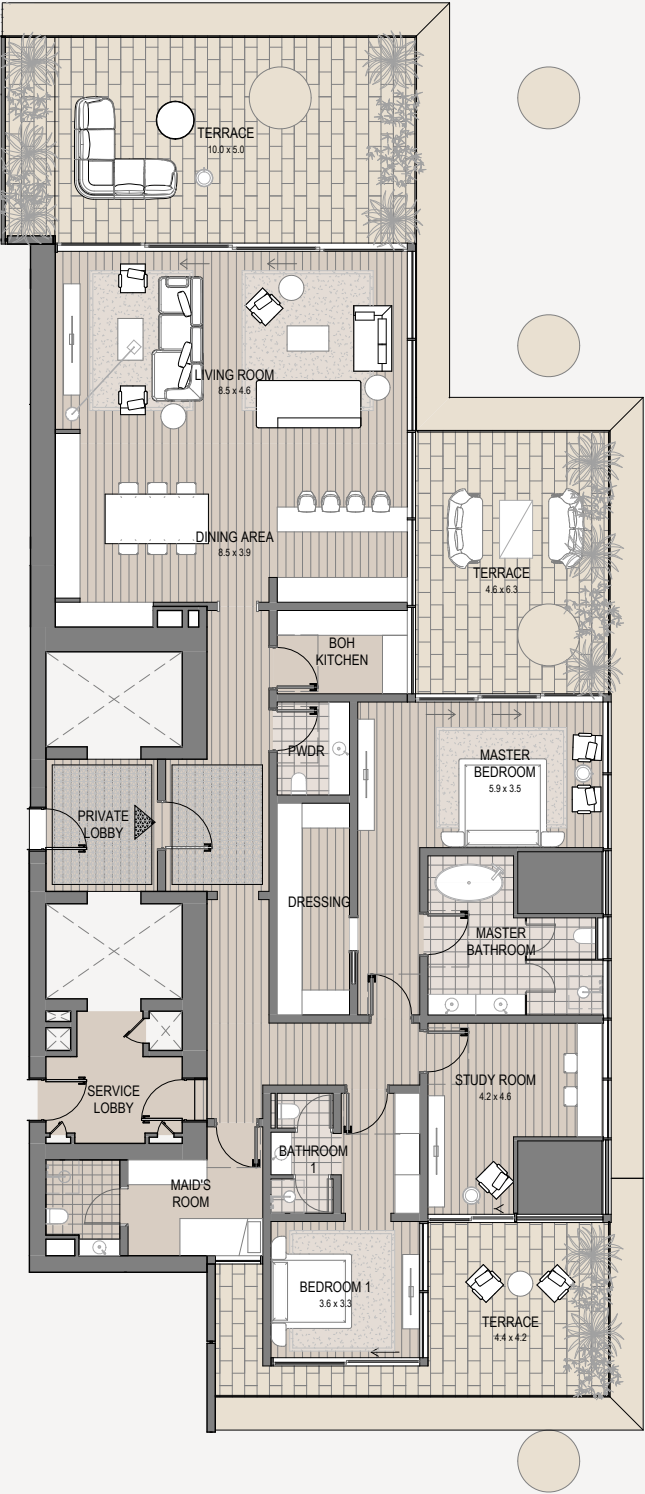 TERRACE
10.0 x 5.0
LIVING ROOM
8.5 x 4.6
DINING AREA
8.5 x 3.9
TERRACE
4.6 x 6.3
BOH
KITCHEN
PWDR
MASTER
BEDROOM
5.9 x 3.5
PRIVATE
LOBBY
DRESSING
MASTER
BATHROOM
SERVICE
LOBBY
STUDY ROOM
4.2 x 4.6
BATHROOM
1
MAID'S
ROOM
BEDROOM 1
3.6 x 3.3
TERRACE
4.4 x 4.2